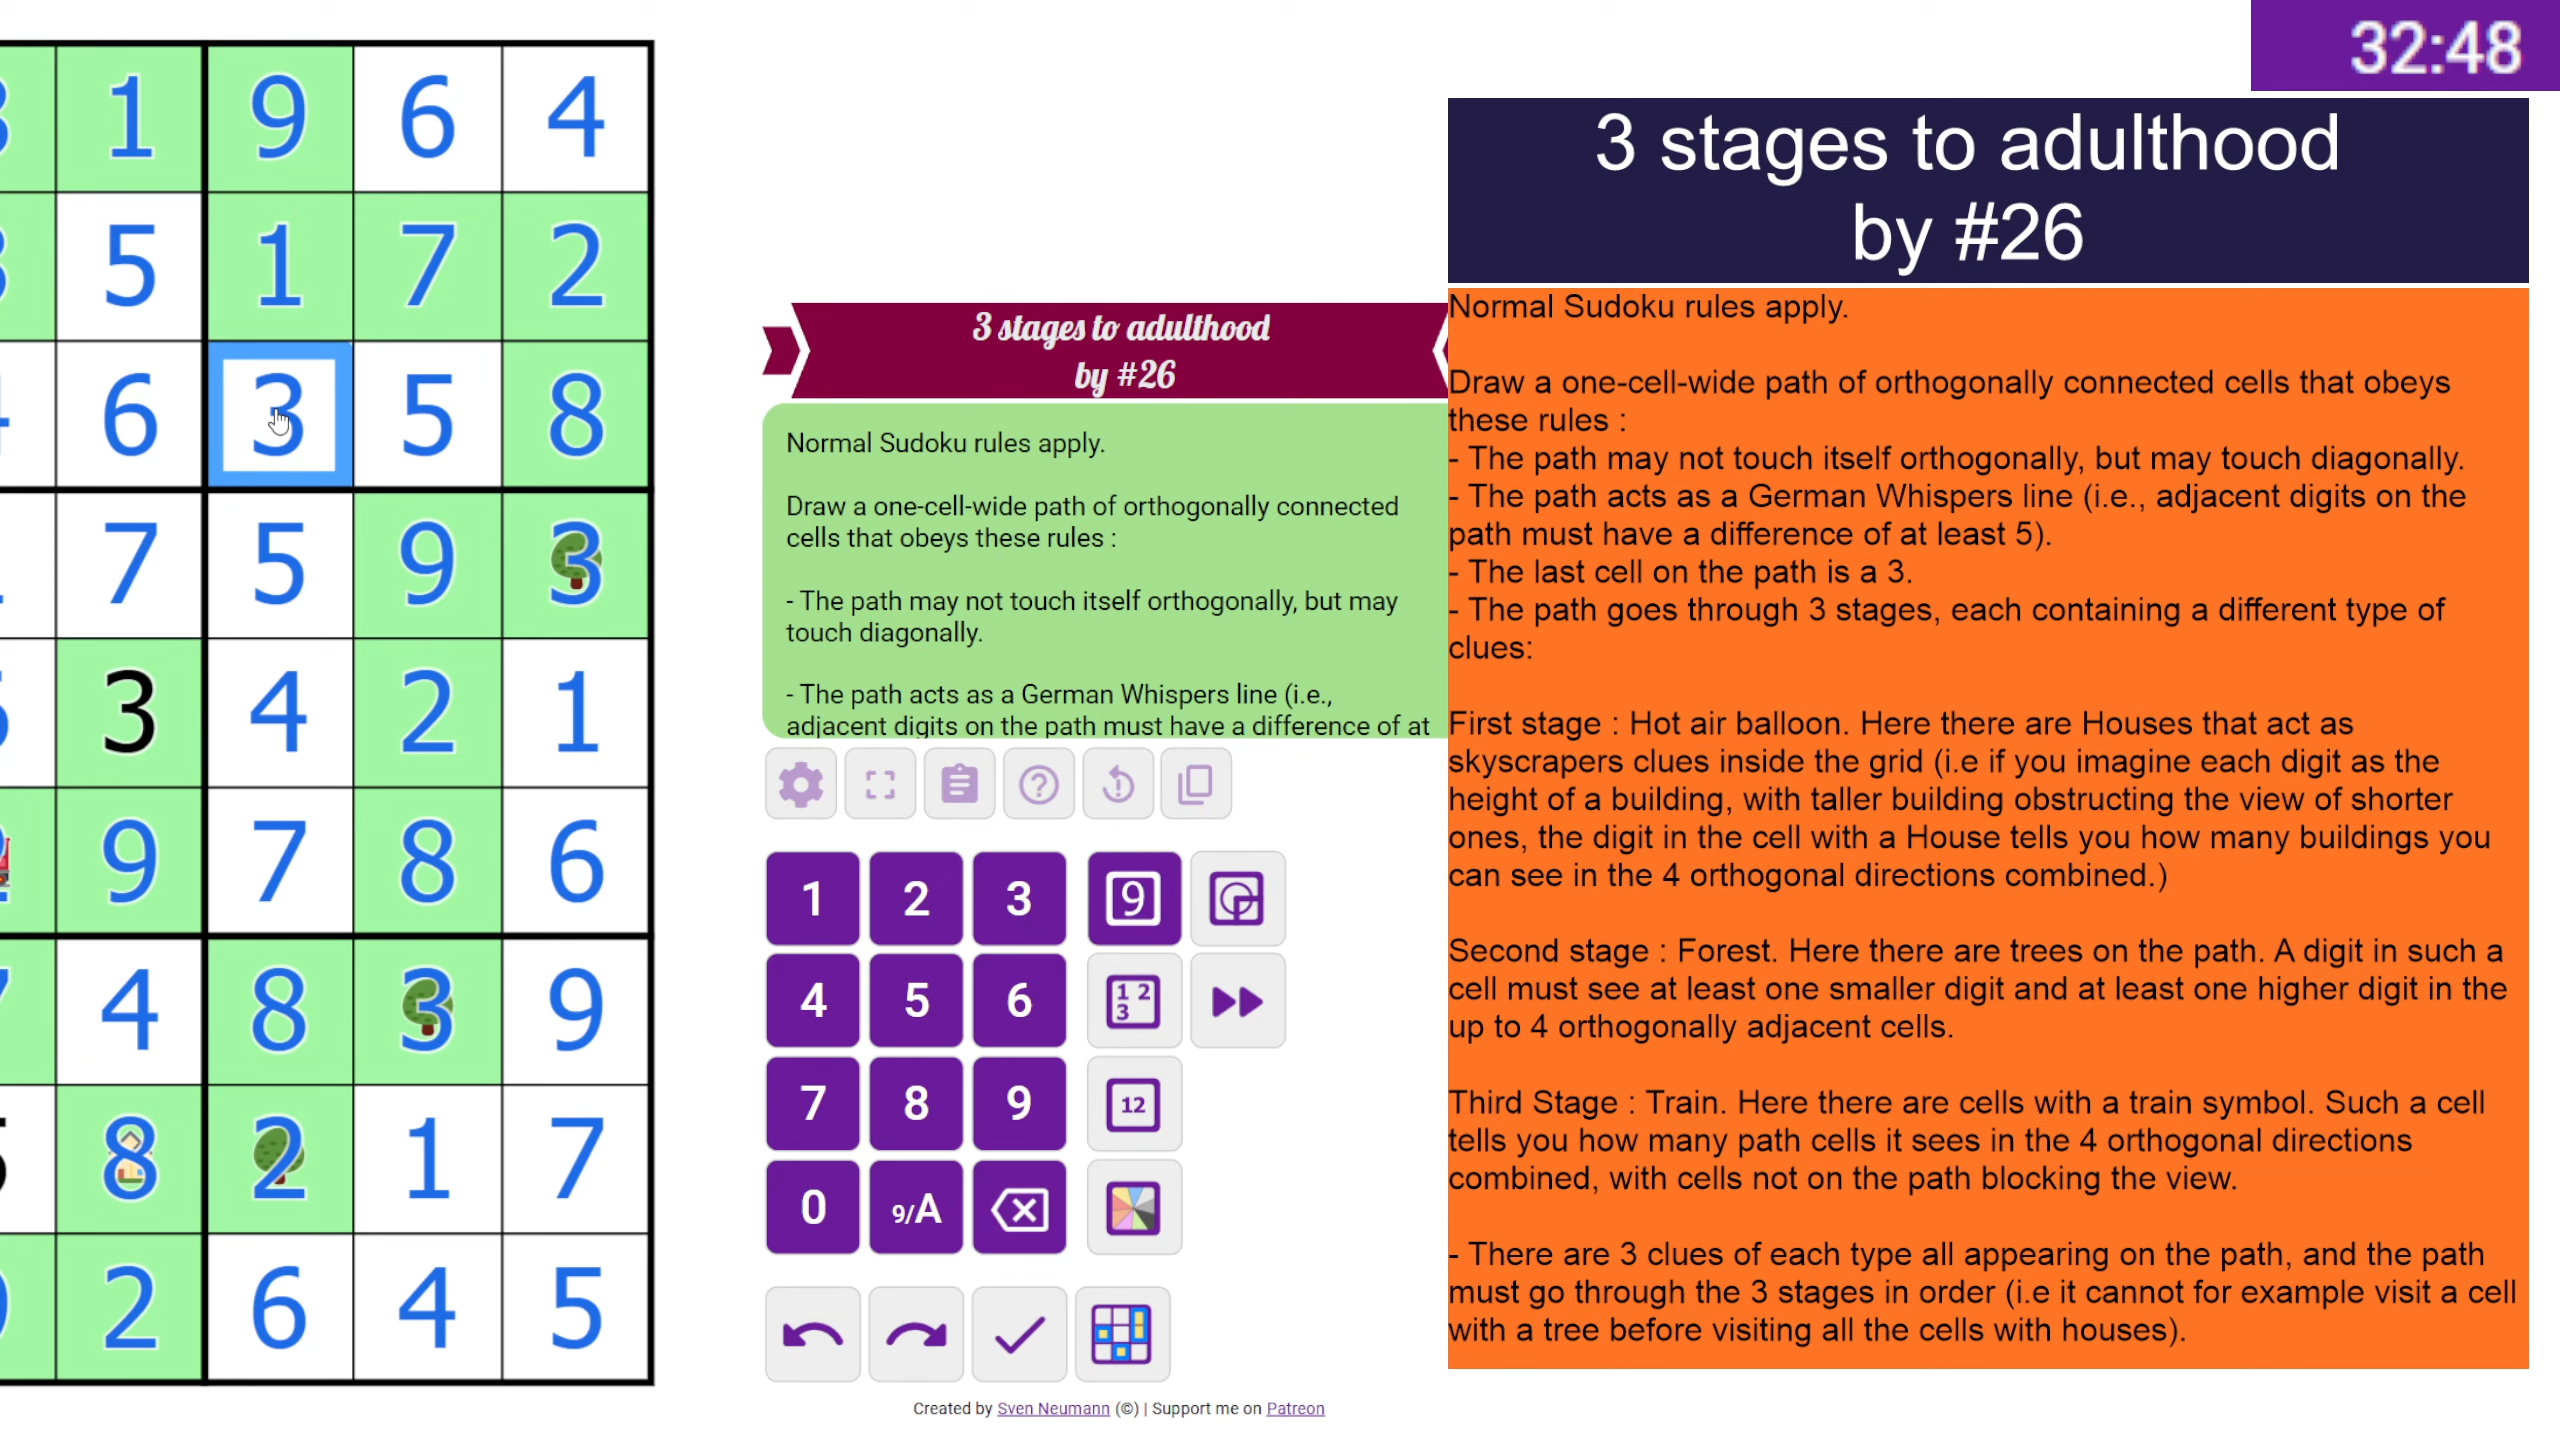 32:48
3 stages to adulthood
by #26
1 9 6 4
5 1 7 2
6 3 5 8
7 5 9 3
3 4 2 1
9 7 8 6
4 8 3 9
8 2 1 7
2 6 4 5
3 stages to adulthood
by #26
Normal Sudoku rules apply.
Draw a one-cell-wide path of orthogonally connected
cells that obeys these rules :
- The path may not touch itself orthogonally, but may
touch diagonally.
- The path acts as a German Whispers line (i.e.,
adjacent digits on the path must have a difference of at
1 2 3 9
4 5 6 1 2 3
7 8 9 12
0 9/A
Created by Sven Neumann (©) | Support me on Patreon
Normal Sudoku rules apply.
Draw a one-cell-wide path of orthogonally connected cells that obeys
these rules :
- The path may not touch itself orthogonally, but may touch diagonally.
- The path acts as a German Whispers line (i.e., adjacent digits on the
path must have a difference of at least 5).
- The last cell on the path is a 3.
- The path goes through 3 stages, each containing a different type of
clues:
First stage : Hot air balloon. Here there are Houses that act as
skyscrapers clues inside the grid (i.e if you imagine each digit as the
height of a building, with taller building obstructing the view of shorter
ones, the digit in the cell with a House tells you how many buildings you
can see in the 4 orthogonal directions combined.)
Second stage : Forest. Here there are trees on the path. A digit in such a
cell must see at least one smaller digit and at least one higher digit in the
up to 4 orthogonally adjacent cells.
Third Stage : Train. Here there are cells with a train symbol. Such a cell
tells you how many path cells it sees in the 4 orthogonal directions
combined, with cells not on the path blocking the view.
- There are 3 clues of each type all appearing on the path, and the path
must go through the 3 stages in order (i.e it cannot for example visit a cell
with a tree before visiting all the cells with houses).